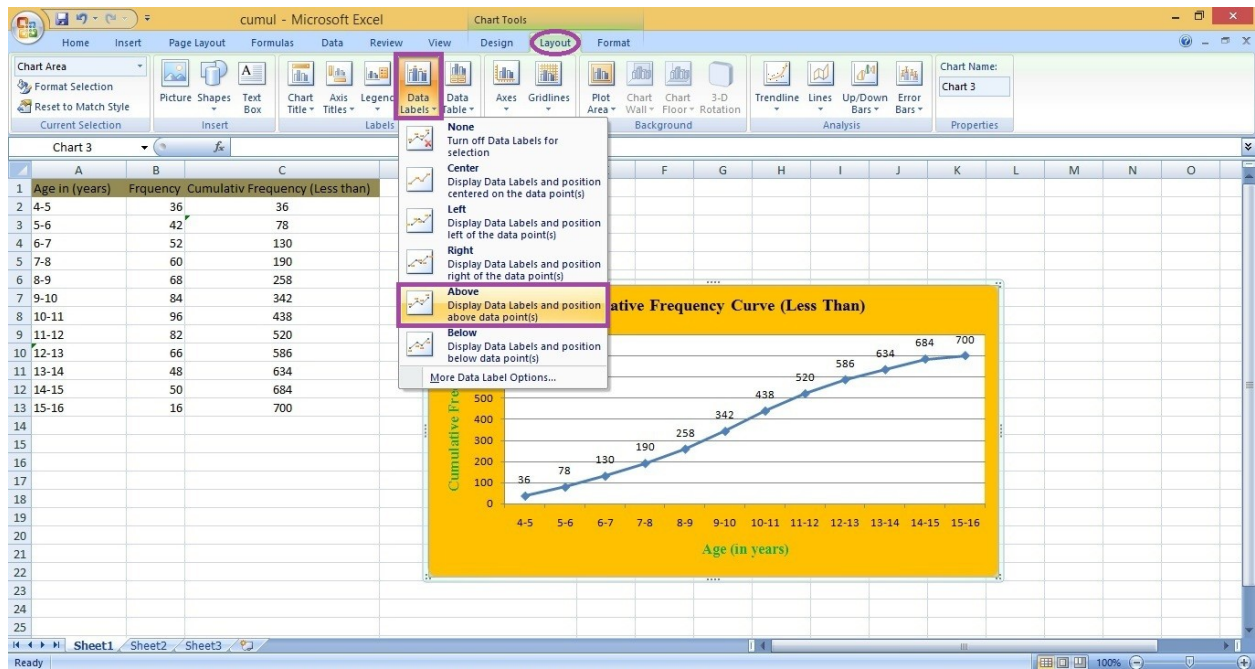 cumul - Microsoft Excel
Chart Tools
Home Insert Page Layout Formulas Data Review View Design Layout Format
Chart Area
Format Selection
Reset to Match Style
Current Selection
Picture Shapes Text Box
Insert
Chart Title Axis Titles Legend Data Labels Data Table
Labels
Axes Gridlines
Plot Area Chart Wall Chart Floor 3-D Rotation
Background
Trendline Lines Up/Down Bars Error Bars
Analysis
Chart Name:
Chart 3
Properties
Chart 3 fx
None
Turn off Data Labels for
selection
Center
Display Data Labels and position
centered on the data point(s)
Left
Display Data Labels and position
left of the data point(s)
Right
Display Data Labels and position
right of the data point(s)
Above
Display Data Labels and position
above data point(s)
Below
Display Data Labels and position
below data point(s)
More Data Label Options...
A B C F G H I J K L M N O
1 Age in (years) Frquency Cumulativ Frequency (Less than)
2 4-5 36 36
3 5-6 42 78
4 6-7 52 130
5 7-8 60 190
6 8-9 68 258
7 9-10 84 342
8 10-11 96 438
9 11-12 82 520
10 12-13 66 586
11 13-14 48 634
12 14-15 50 684
13 15-16 16 700
14
15
16
17
18
19
20
21
22
23
24
25
ative Frequency Curve (Less Than)
Cumulative Fre
500
400
300
200
100
0
36 78 130 190 258 342 438 520 586 634 684 700
4-5 5-6 6-7 7-8 8-9 9-10 10-11 11-12 12-13 13-14 14-15 15-16
Age (in years)
Sheet1 Sheet2 Sheet3
Ready 100%